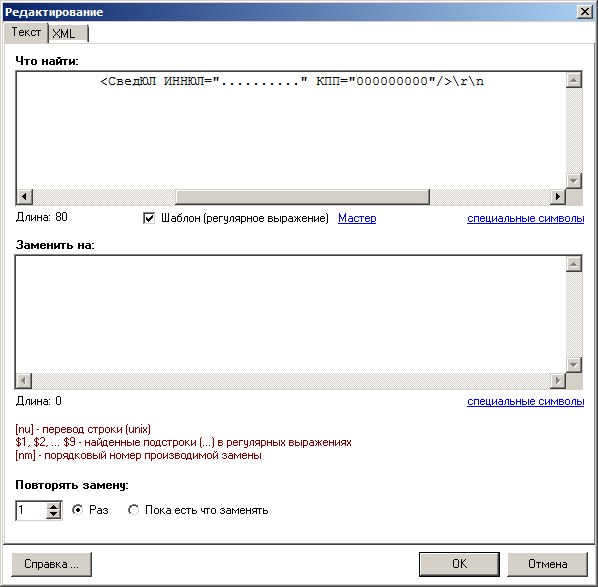 Редактирование
Текст XML
Что найти:
<СведЮЛ ИННЮЛ=".........." КПП="000000000"/>\r\n
Длина: 80 Шаблон (регулярное выражение) Мастер специальные символы
Заменить на:
Длина: 0 специальные символы
[nu] - перевод строки (unix)
$1, $2, ... $9 - найденные подстроки (...) в регулярных выражениях
[nm] - порядковый номер производимой замены
Повторять замену:
1 Раз Пока есть что заменять
Справка ... OK Отмена